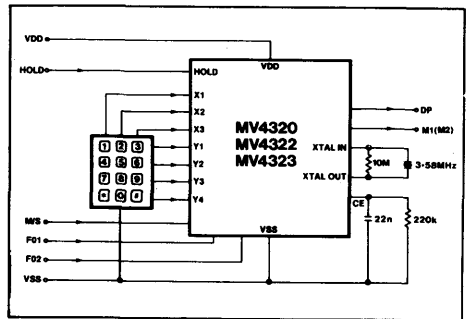 VDD
HOLD
VDD
HOLD
X1
X2
X3
Y1
Y2
Y3
Y4
MV4320
MV4322
MV4323
DP
M1(M2)
XTAL IN
XTAL OUT
10M
3·58MHz
1 2 3
4 5 6
7 8 9
* 0 #
CE
22n
220k
M/S
F01
F02
VSS
VSS